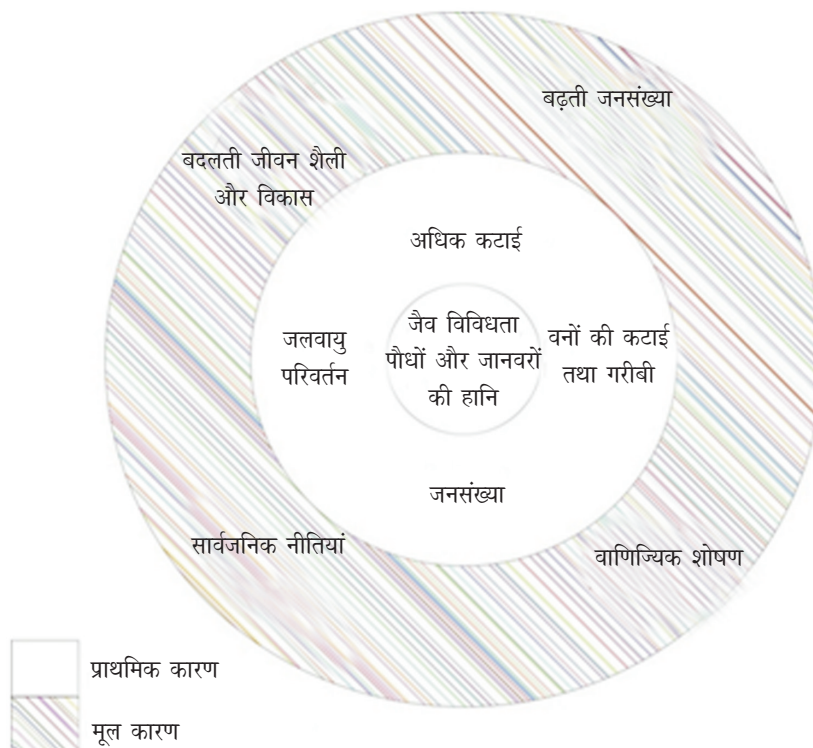 बढ़ती जनसंख्या
बदलती जीवन शैली
और विकास
अधिक कटाई
जलवायु
परिवर्तन
जैव विविधता
पौधों और जानवरों
की हानि
वनों की कटाई
तथा गरीबी
जनसंख्या
सार्वजनिक नीतियां
वाणिज्यिक शोषण
प्राथमिक कारण
मूल कारण